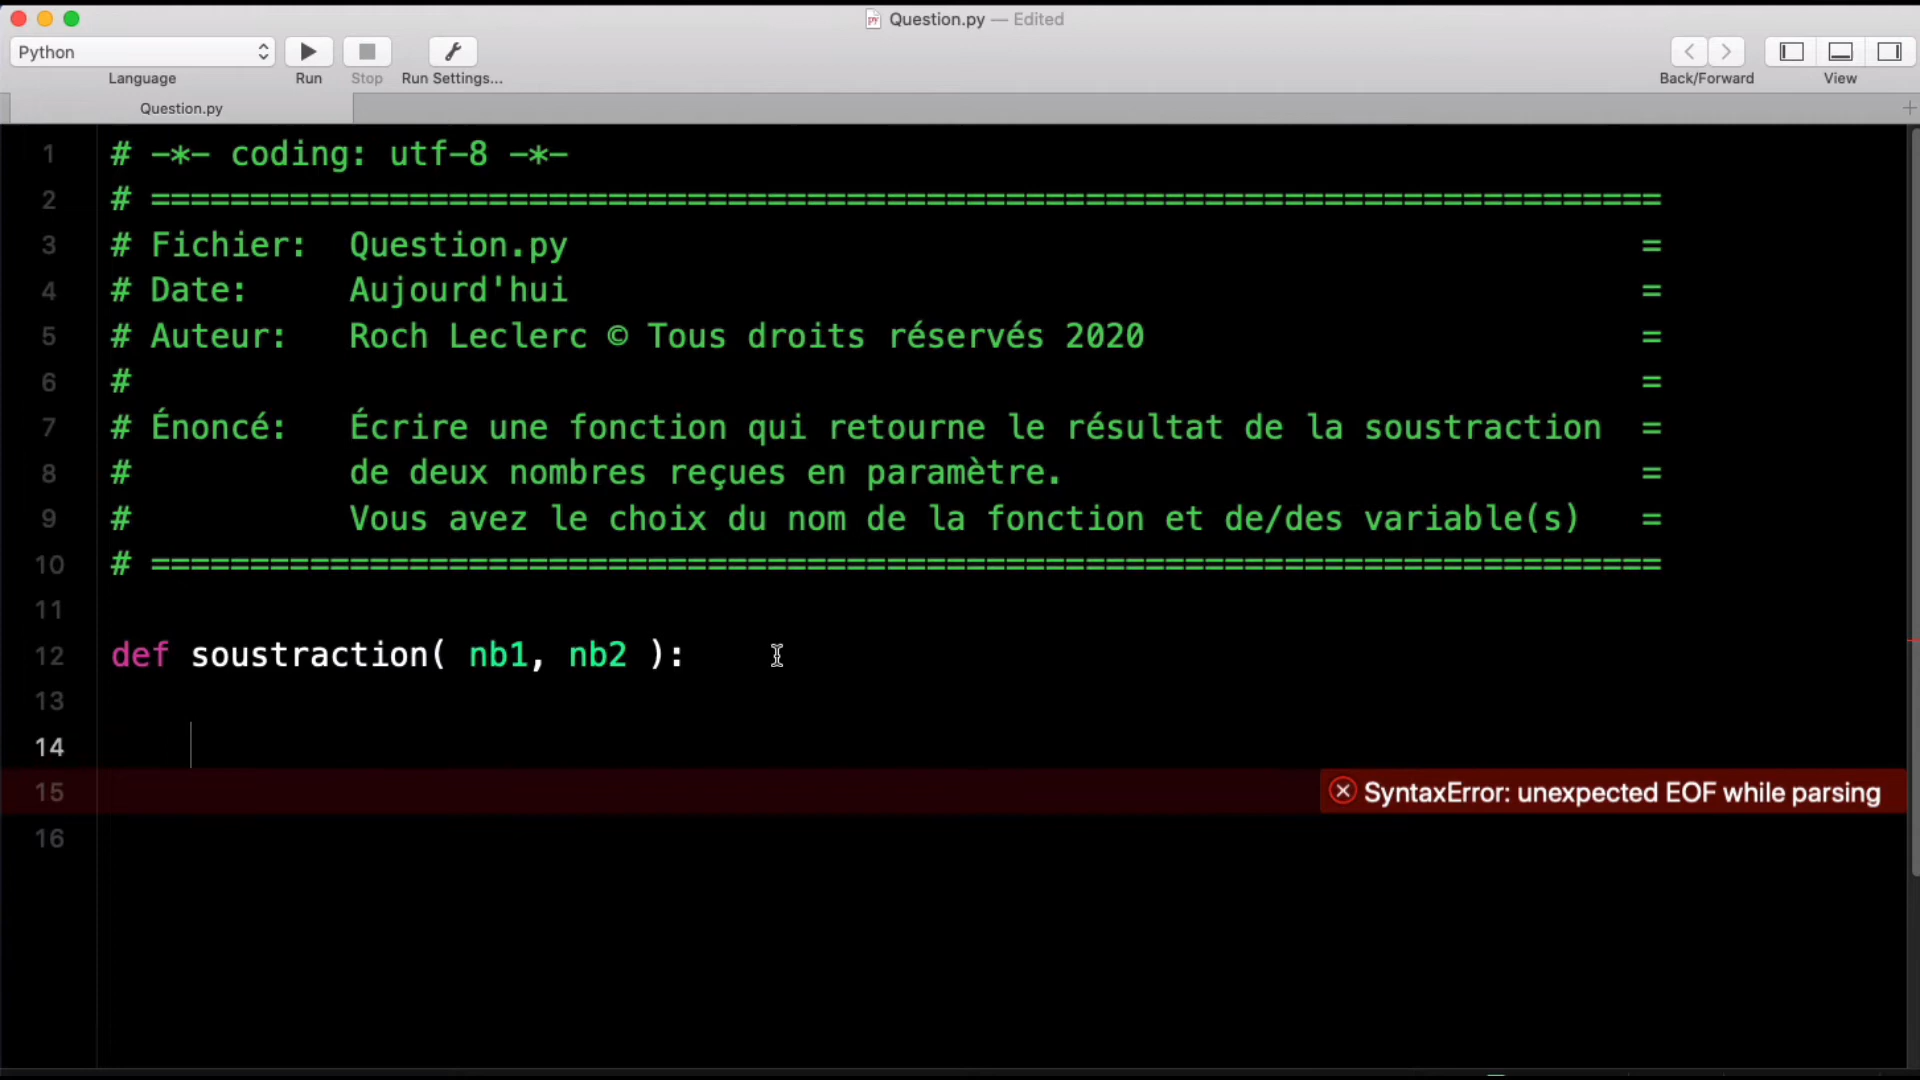 Question.py — Edited
Python
Language
Run
Stop
Run Settings...
Back/Forward
View
Question.py
1 # -*- coding: utf-8 -*-
2 # ============================================================================
3 # Fichier:  Question.py =
4 # Date:     Aujourd'hui =
5 # Auteur:   Roch Leclerc © Tous droits réservés 2020 =
6 # =
7 # Énoncé:   Écrire une fonction qui retourne le résultat de la soustraction =
8 #           de deux nombres reçues en paramètre. =
9 #           Vous avez le choix du nom de la fonction et de/des variable(s) =
10 # ============================================================================
11
12 def soustraction( nb1, nb2 ):
13
14
15 SyntaxError: unexpected EOF while parsing
16